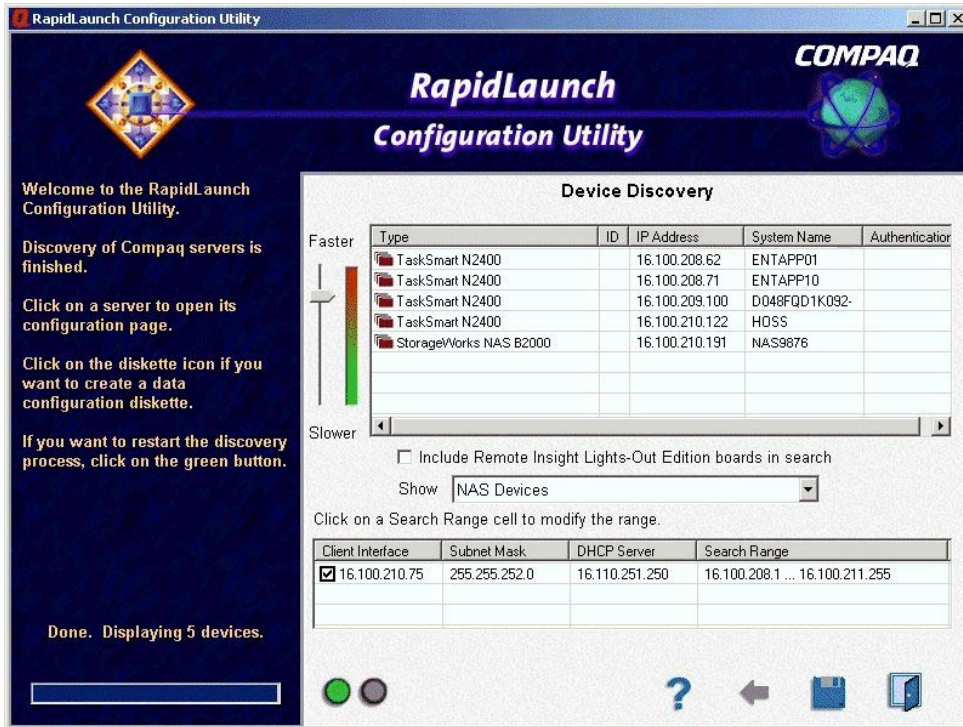 RapidLaunch Configuration Utility
COMPAQ
RapidLaunch
Configuration Utility
Welcome to the RapidLaunch
Configuration Utility.
Discovery of Compaq servers is
finished.
Click on a server to open its
configuration page.
Click on the diskette icon if you
want to create a data
configuration diskette.
If you want to restart the discovery
process, click on the green button.
Done. Displaying 5 devices.
Device Discovery
Faster
Slower
Type ID IP Address System Name Authentication
TaskSmart N2400 16.100.208.62 ENTAPP01
TaskSmart N2400 16.100.208.71 ENTAPP10
TaskSmart N2400 16.100.209.100 D048FQD1K092-
TaskSmart N2400 16.100.210.122 HOSS
StorageWorks NAS B2000 16.100.210.191 NAS9876
Include Remote Insight Lights-Out Edition boards in search
Show NAS Devices
Click on a Search Range cell to modify the range.
Client Interface Subnet Mask DHCP Server Search Range
16.100.210.75 255.255.252.0 16.110.251.250 16.100.208.1 ... 16.100.211.255
?